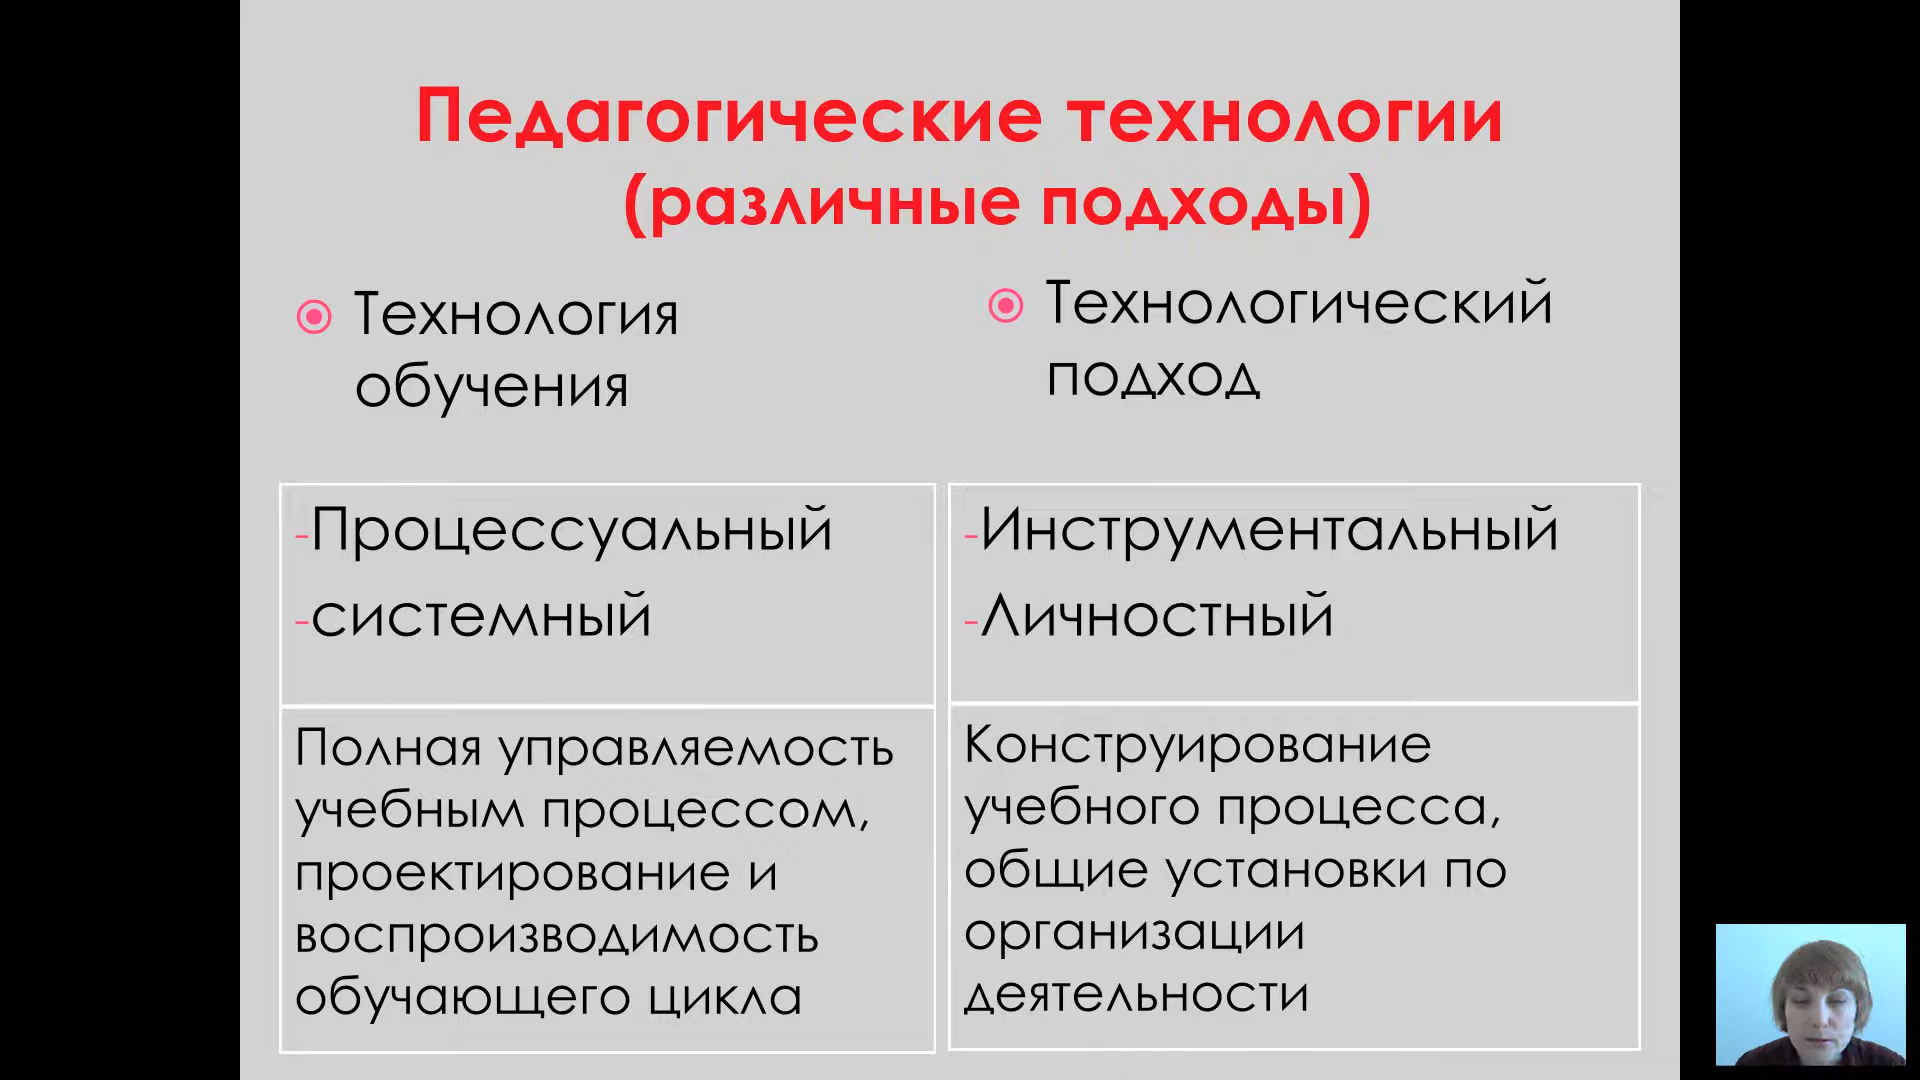 Педагогические технологии
(различные подходы)
Технология
обучения
Технологический
подход
-Процессуальный
-системный
-Инструментальный
-Личностный
Полная управляемость
учебным процессом,
проектирование и
воспроизводимость
обучающего цикла
Конструирование
учебного процесса,
общие установки по
организации
деятельности